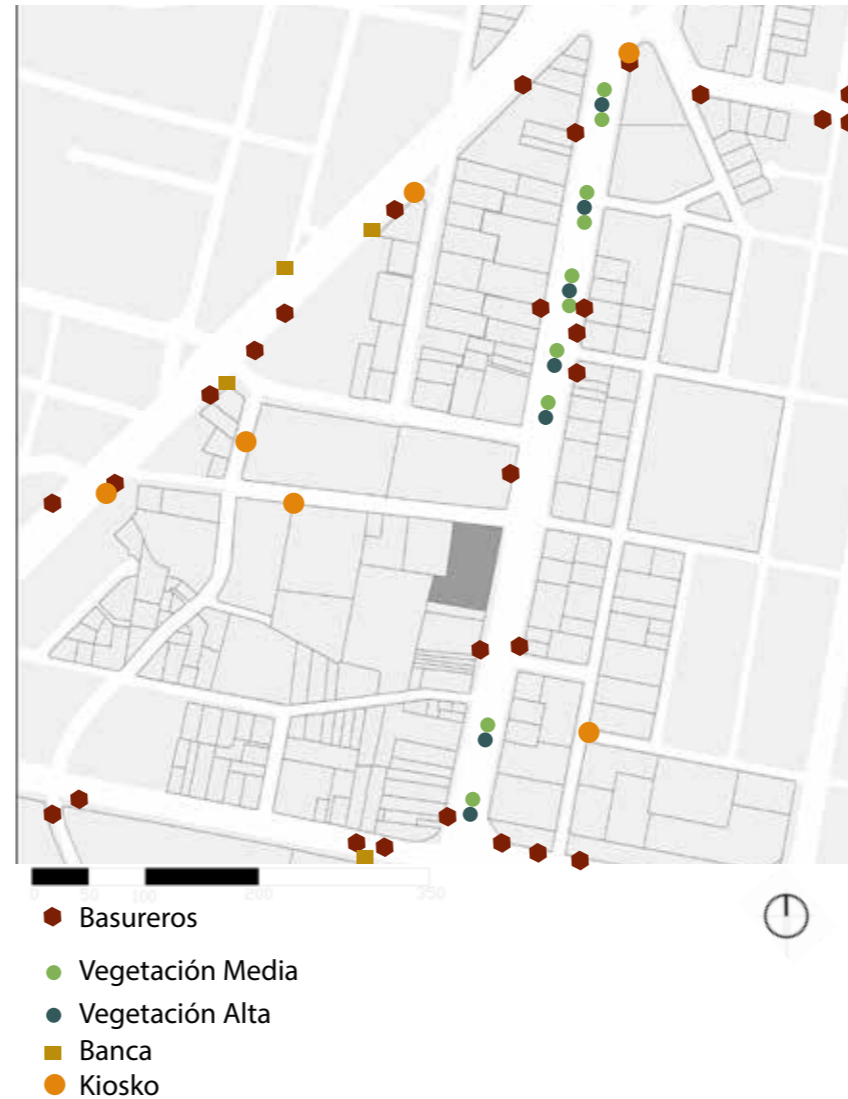 0 50 100 200 350
Basureros
Vegetación Media
Vegetación Alta
Banca
Kiosko